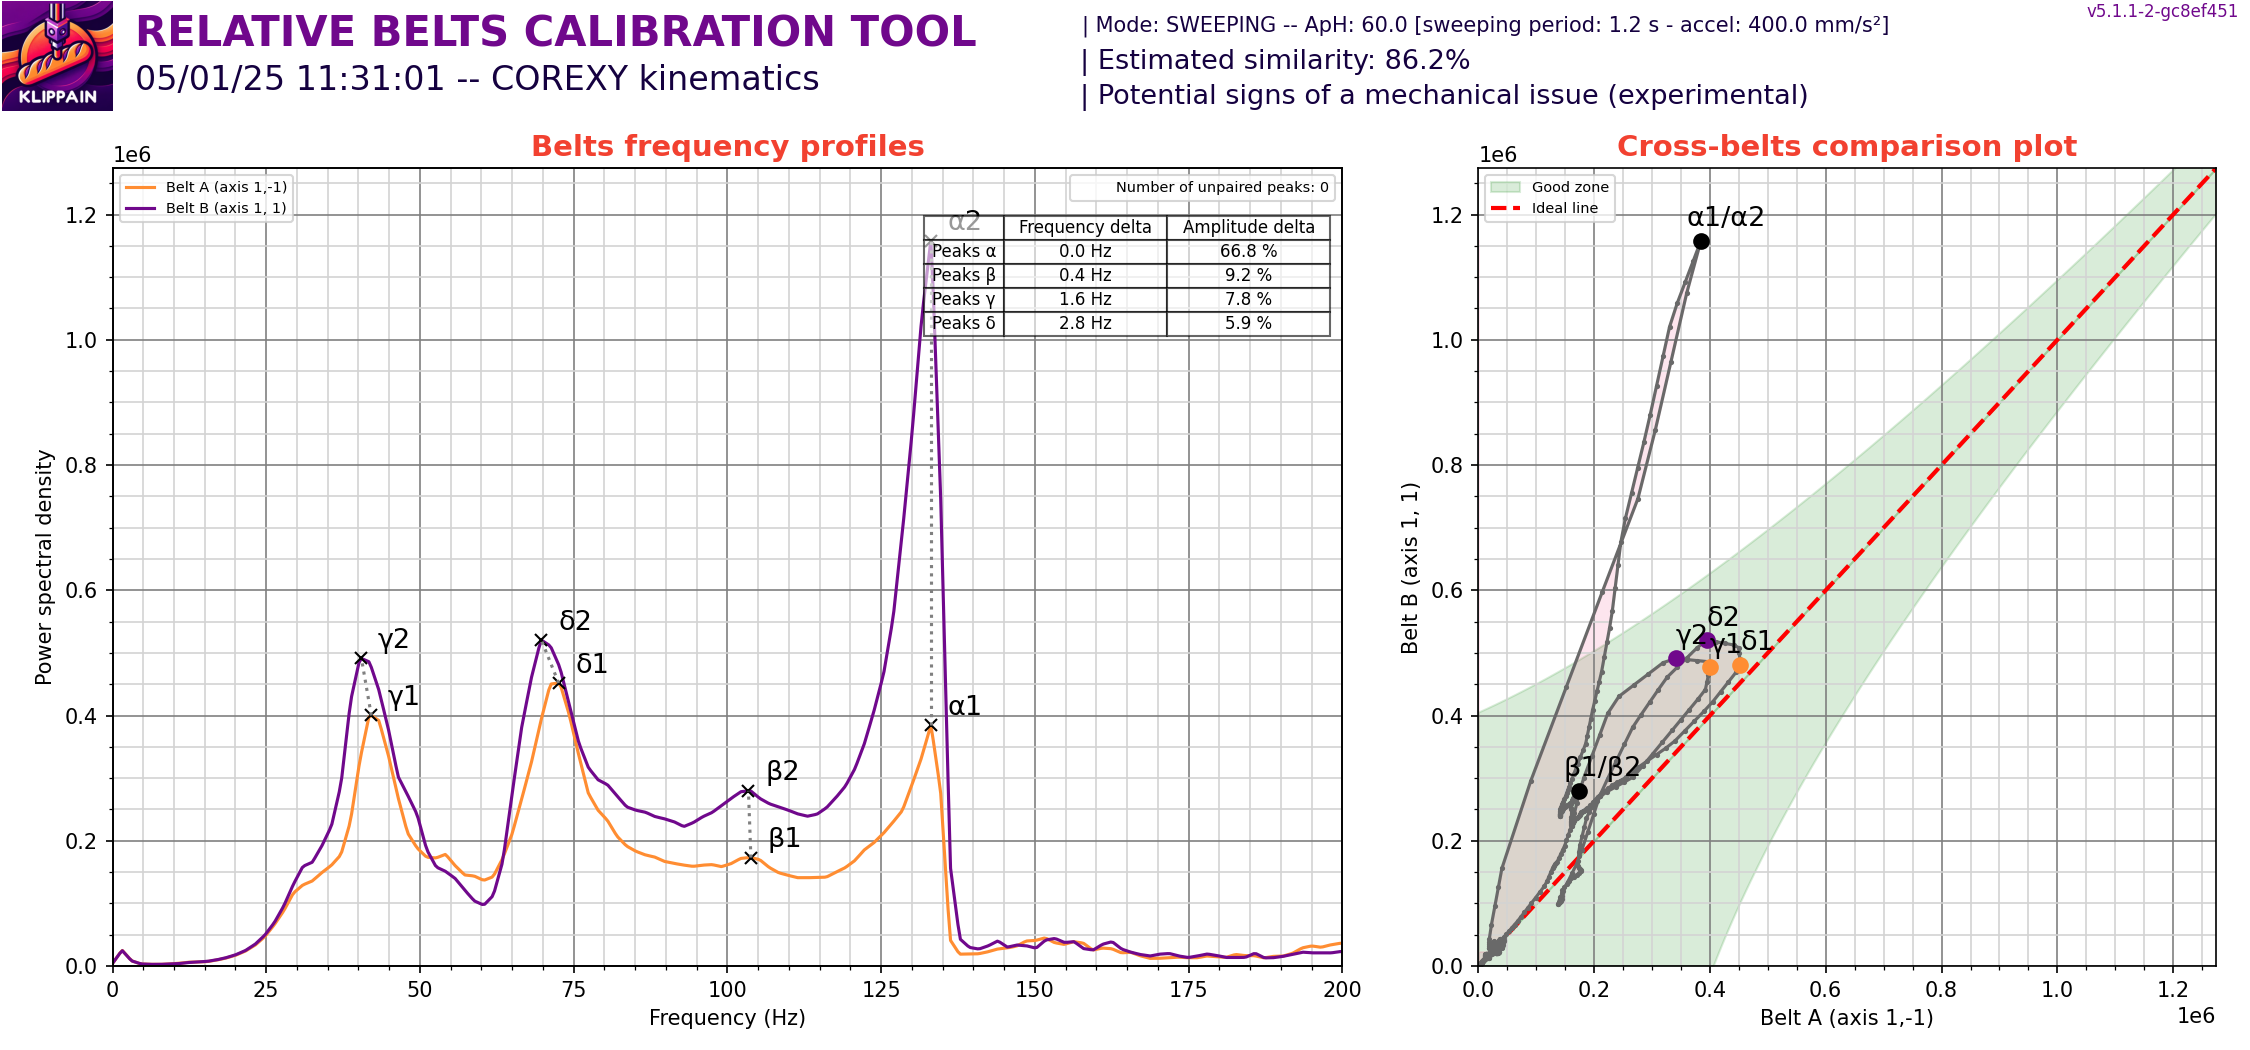 KLIPPAIN
RELATIVE BELTS CALIBRATION TOOL
05/01/25 11:31:01 -- COREXY kinematics
| Mode: SWEEPING -- ApH: 60.0 [sweeping period: 1.2 s - accel: 400.0 mm/s²]
| Estimated similarity: 86.2%
| Potential signs of a mechanical issue (experimental)
v5.1.1-2-gc8ef451
Belts frequency profiles
1e6
Belt A (axis 1,-1)
Belt B (axis 1, 1)
Number of unpaired peaks: 0
Frequency delta Amplitude delta
Peaks α 0.0 Hz 66.8 %
Peaks β 0.4 Hz 9.2 %
Peaks γ 1.6 Hz 7.8 %
Peaks δ 2.8 Hz 5.9 %
α2
α1
δ2
δ1
γ2
γ1
β2
β1
Power spectral density
1.2
1.0
0.8
0.6
0.4
0.2
0.0
0 25 50 75 100 125 150 175 200
Frequency (Hz)
Cross-belts comparison plot
1e6
Good zone
Ideal line
α1/α2
δ2
γ2
γ1
δ1
β1/β2
Belt B (axis 1, 1)
1.2
1.0
0.8
0.6
0.4
0.2
0.0
0.0 0.2 0.4 0.6 0.8 1.0 1.2
Belt A (axis 1,-1)
1e6